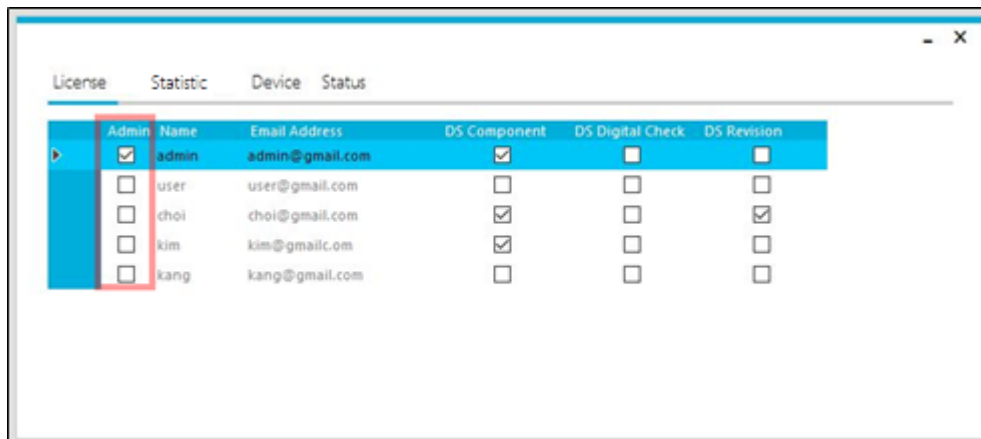 License Statistic Device Status
Admin Name Email Address DS Component DS Digital Check DS Revision
admin admin@gmail.com
user user@gmail.com
choi choi@gmail.com
kim kim@gmailc.om
kang kang@gmail.com